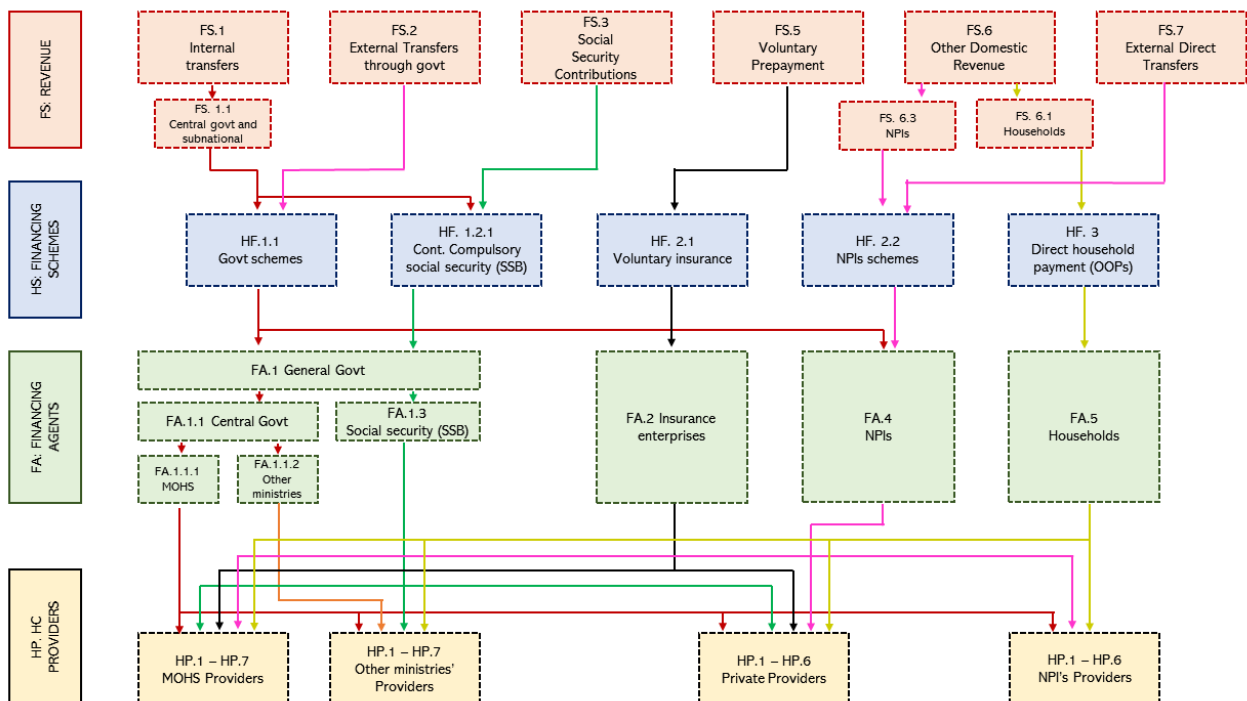 FS: REVENUE
FS.1
Internal
transfers
FS.2
External Transfers
through govt
FS.3
Social
Security
Contributions
FS.5
Voluntary
Prepayment
FS.6
Other Domestic
Revenue
FS.7
External Direct
Transfers
FS. 1.1
Central govt and
subnational
FS. 6.3
NPIs
FS. 6.1
Households
HS: FINANCING
SCHEMES
HF.1.1
Govt schemes
HF. 1.2.1
Cont. Compulsory
social security (SSB)
HF. 2.1
Voluntary insurance
HF. 2.2
NPIs schemes
HF. 3
Direct household
payment (OOPs)
FA: FINANCING
AGENTS
FA.1 General Govt
FA.1.1 Central Govt
FA.1.3
Social security (SSB)
FA.1.1.1
MOHS
FA.1.1.2
Other
ministries
FA.2 Insurance
enterprises
FA.4
NPIs
FA.5
Households
HP. HC
PROVIDERS
HP.1 – HP.7
MOHS Providers
HP.1 – HP.7
Other ministries'
Providers
HP.1 – HP.6
Private Providers
HP.1 – HP.6
NPI's Providers